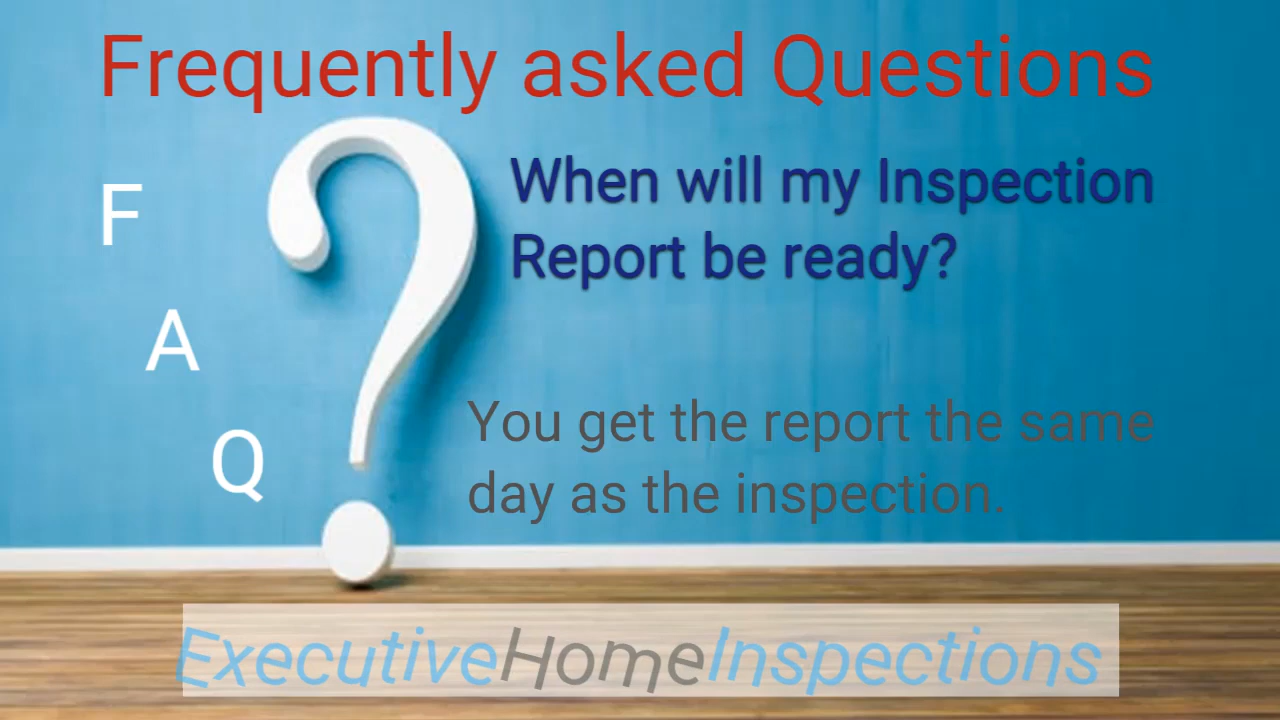 Frequently asked Questions
When will my Inspection
Report be ready?
F
A
Q
You get the report the same
day as the inspection.
ExecutiveHomeInspections